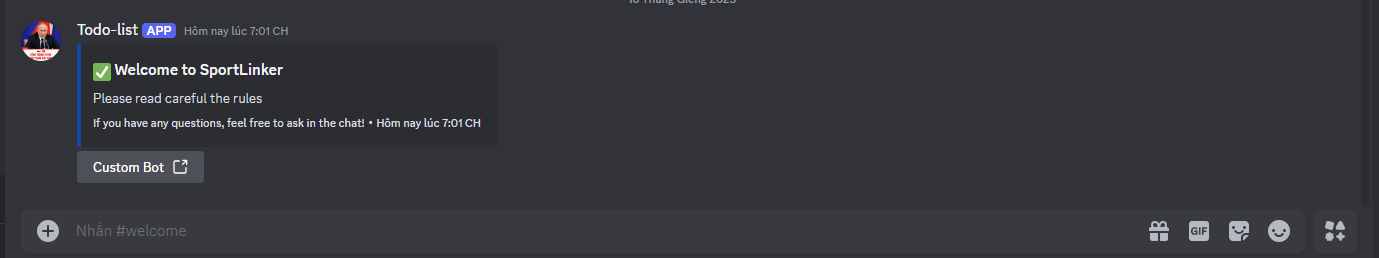 Todo-list APP Hôm nay lúc 7:01 CH
Welcome to SportLinker
Please read careful the rules
If you have any questions, feel free to ask in the chat! • Hôm nay lúc 7:01 CH
Custom Bot
Nhắn #welcome
GIF